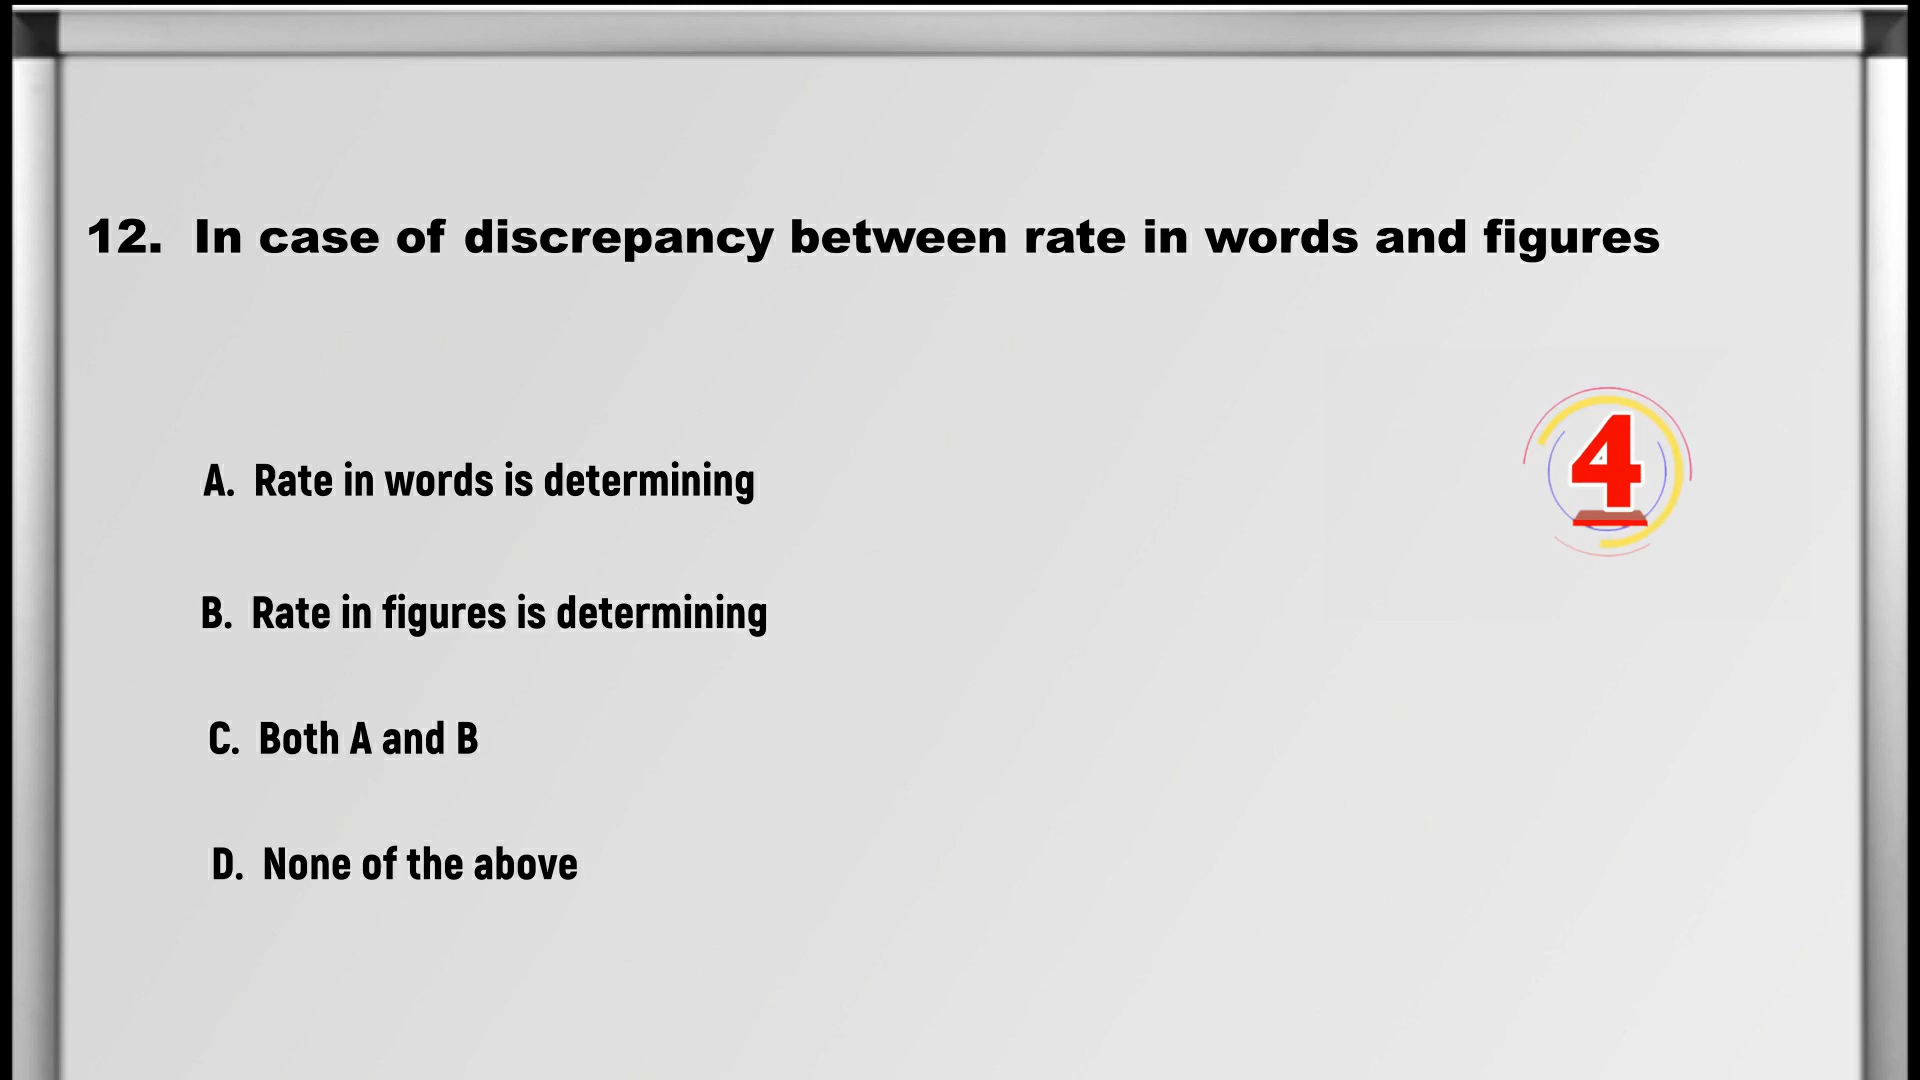 12. In case of discrepancy between rate in words and figures
4
A. Rate in words is determining
B. Rate in figures is determining
C. Both A and B
D. None of the above